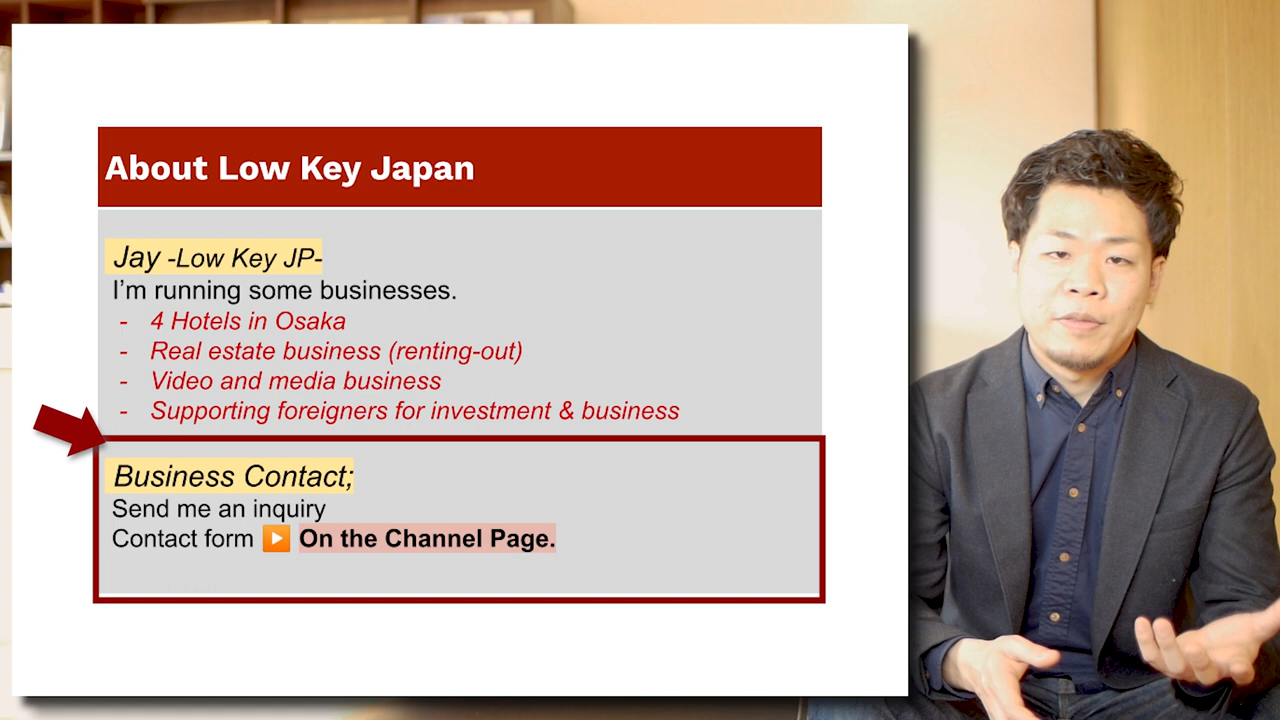 About Low Key Japan
Jay -Low Key JP-
I'm running some businesses.
- 4 Hotels in Osaka
- Real estate business (renting-out)
- Video and media business
- Supporting foreigners for investment & business
Business Contact;
Send me an inquiry
Contact form ▶️ On the Channel Page.